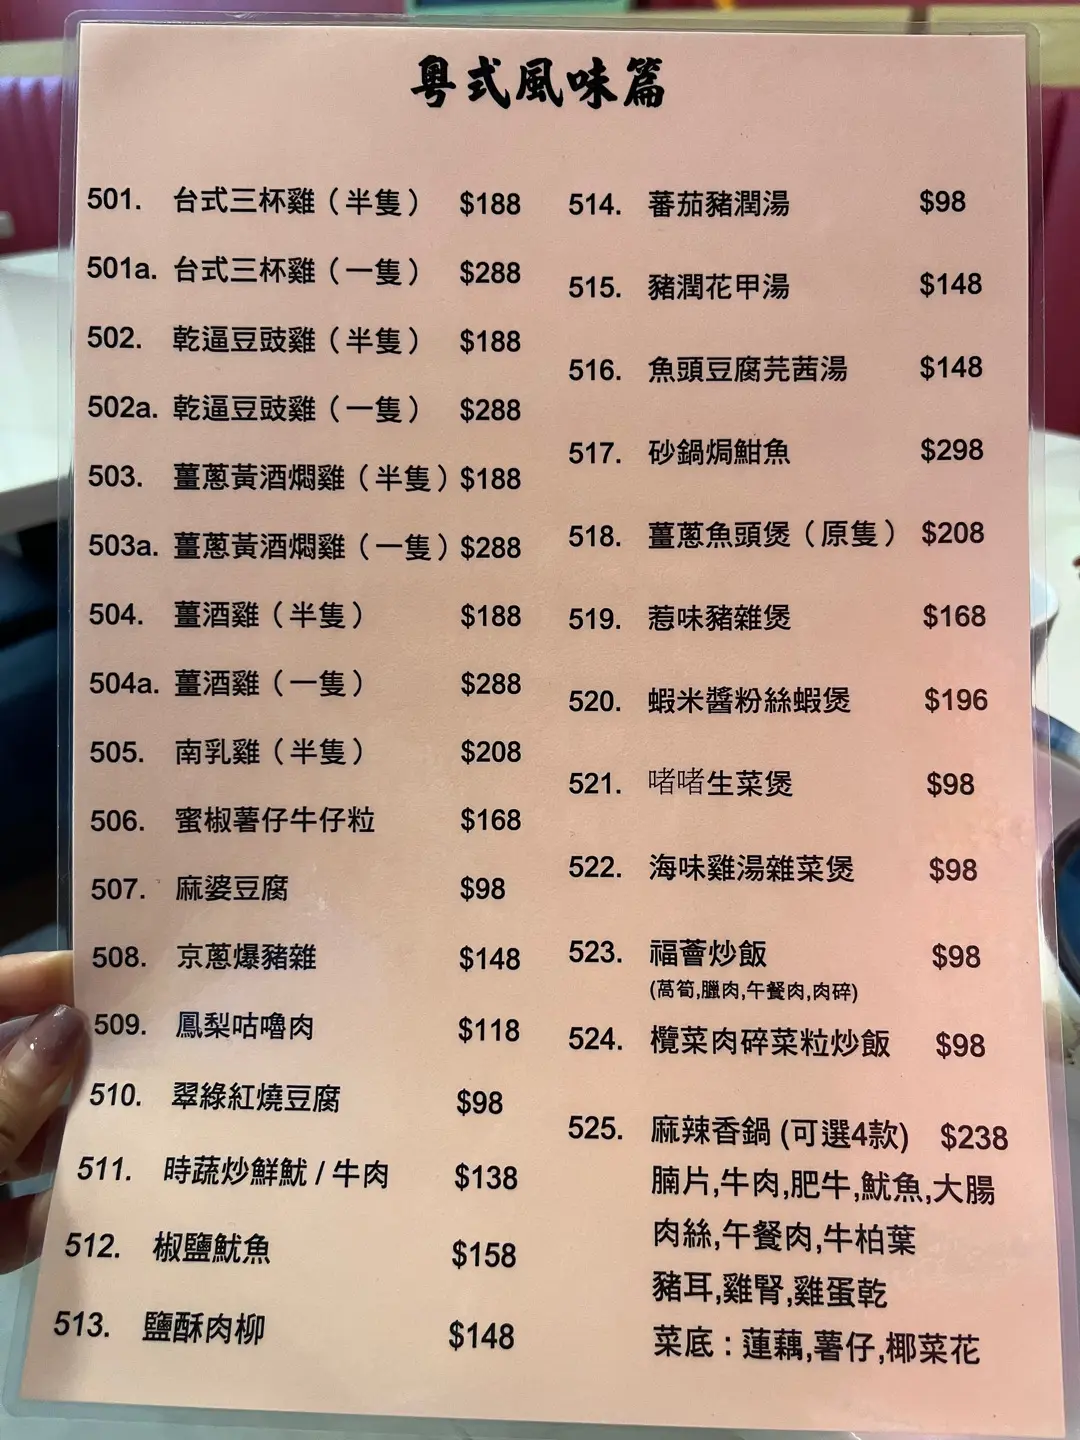 粵式風味篇
501. 台式三杯雞（半隻） $188
501a. 台式三杯雞（一隻） $288
502. 乾逼豆豉雞（半隻） $188
502a. 乾逼豆豉雞（一隻） $288
503. 薑蔥黃酒燜雞（半隻） $188
503a. 薑蔥黃酒燜雞（一隻） $288
504. 薑酒雞（半隻） $188
504a. 薑酒雞（一隻） $288
505. 南乳雞（半隻） $208
506. 蜜椒薯仔牛仔粒 $168
507. 麻婆豆腐 $98
508. 京蔥爆豬雜 $148
509. 鳳梨咕嚕肉 $118
510. 翠綠紅燒豆腐 $98
511. 時蔬炒鮮魷 / 牛肉 $138
512. 椒鹽魷魚 $158
513. 鹽酥肉柳 $148
514. 蕃茄豬潤湯 $98
515. 豬潤花甲湯 $148
516. 魚頭豆腐芫茜湯 $148
517. 砂鍋焗魽魚 $298
518. 薑蔥魚頭煲（原隻） $208
519. 惹味豬雜煲 $168
520. 蝦米醬粉絲蝦煲 $196
521. 啫啫生菜煲 $98
522. 海味雞湯雜菜煲 $98
523. 福薈炒飯 $98
(萵筍,臘肉,午餐肉,肉碎)
524. 欖菜肉碎菜粒炒飯 $98
525. 麻辣香鍋 (可選4款) $238
腩片,牛肉,肥牛,魷魚,大腸
肉絲,午餐肉,牛柏葉
豬耳,雞腎,雞蛋乾
菜底：蓮藕,薯仔,椰菜花